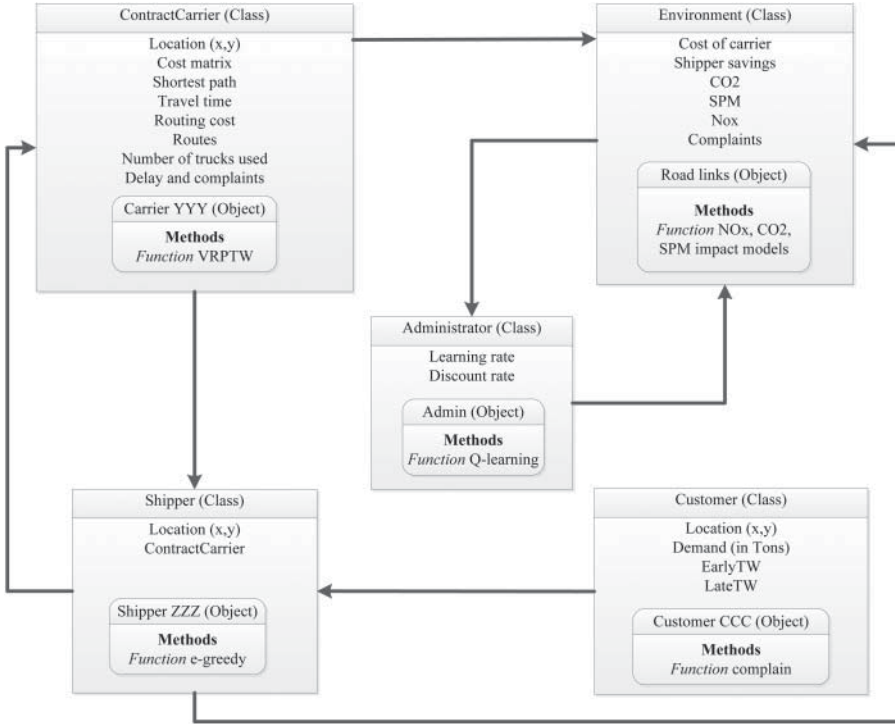 ContractCarrier (Class)
Location (x,y)
Cost matrix
Shortest path
Travel time
Routing cost
Routes
Number of trucks used
Delay and complaints
Carrier YYY (Object)
Methods
Function VRPTW
Environment (Class)
Cost of carrier
Shipper savings
CO2
SPM
Nox
Complaints
Road links (Object)
Methods
Function NOx, CO2,
SPM impact models
Administrator (Class)
Learning rate
Discount rate
Admin (Object)
Methods
Function Q-learning
Shipper (Class)
Location (x,y)
ContractCarrier
Shipper ZZZ (Object)
Methods
Function e-greedy
Customer (Class)
Location (x,y)
Demand (in Tons)
EarlyTW
LateTW
Customer CCC (Object)
Methods
Function complain